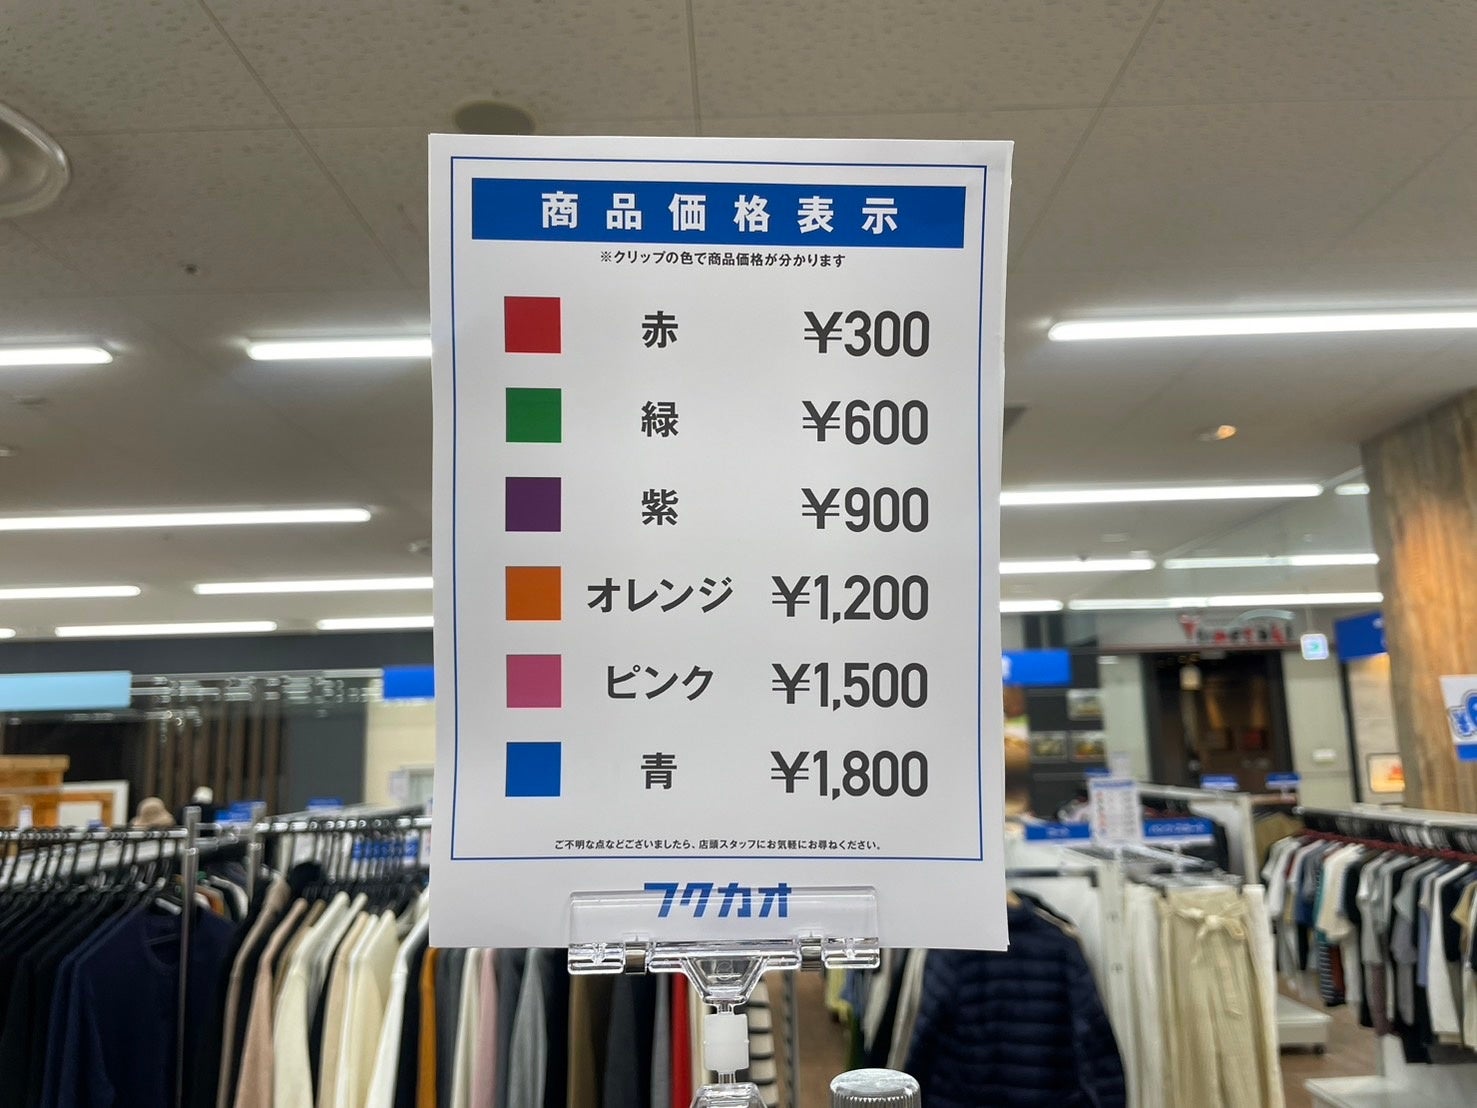 商品価格表示
※クリップの色で商品価格が分かります
赤 ¥300
緑 ¥600
紫 ¥900
オレンジ ¥1,200
ピンク ¥1,500
青 ¥1,800
ご不明な点などございましたら、店頭スタッフにお気軽にお尋ねください。
フクカオ